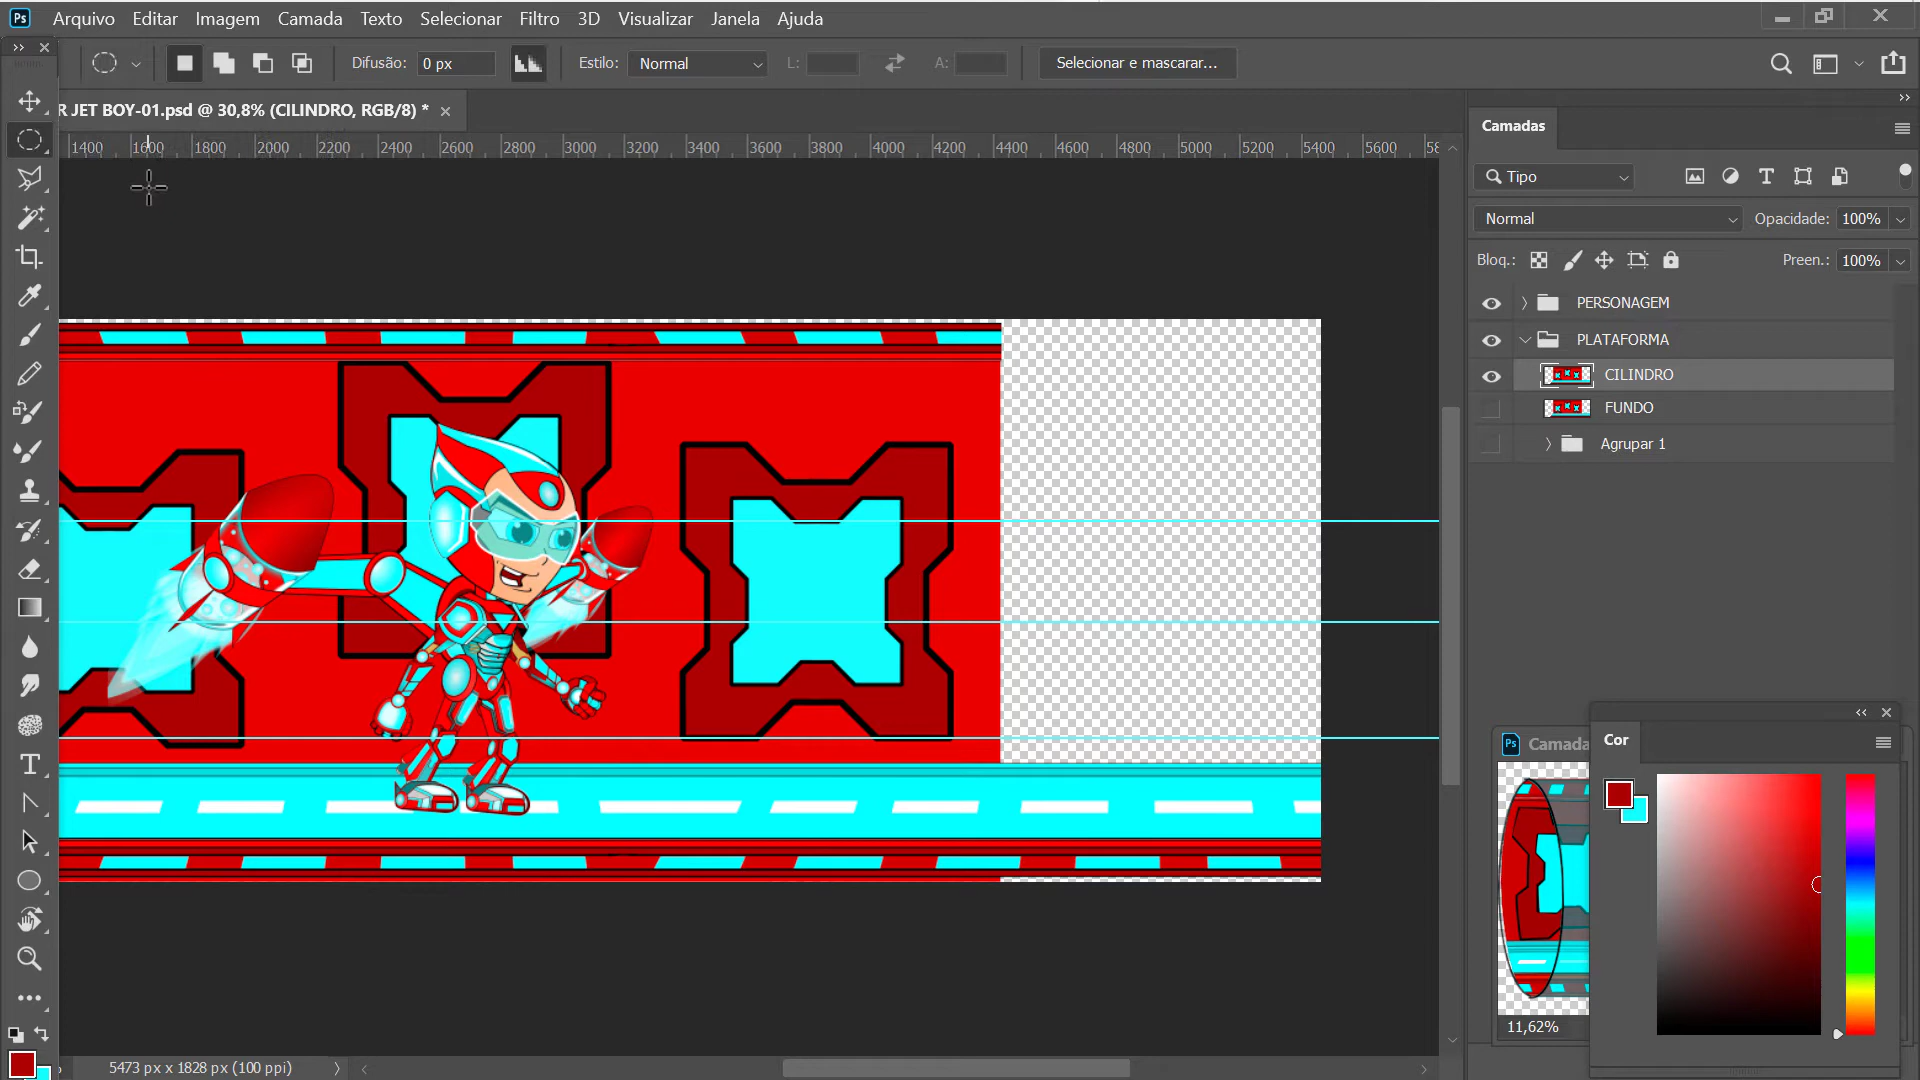 Ps Arquivo Editar Imagem Camada Texto Selecionar Filtro 3D Visualizar Janela Ajuda
Difusão: 0 px Estilo: Normal L: A: Selecionar e mascarar...
R JET BOY-01.psd @ 30,8% (CILINDRO, RGB/8) * ×
1400 1600 1800 2000 2200 2400 2600 2800 3000 3200 3400 3600 3800 4000 4200 4400 4600 4800 5000 5200 5400 5600
Camadas
Tipo
Normal Opacidade: 100%
Bloq.: Preen.: 100%
PERSONAGEM
PLATAFORMA
CILINDRO
FUNDO
Agrupar 1
Ps Camada
Cor
11,62%
5473 px x 1828 px (100 ppi)